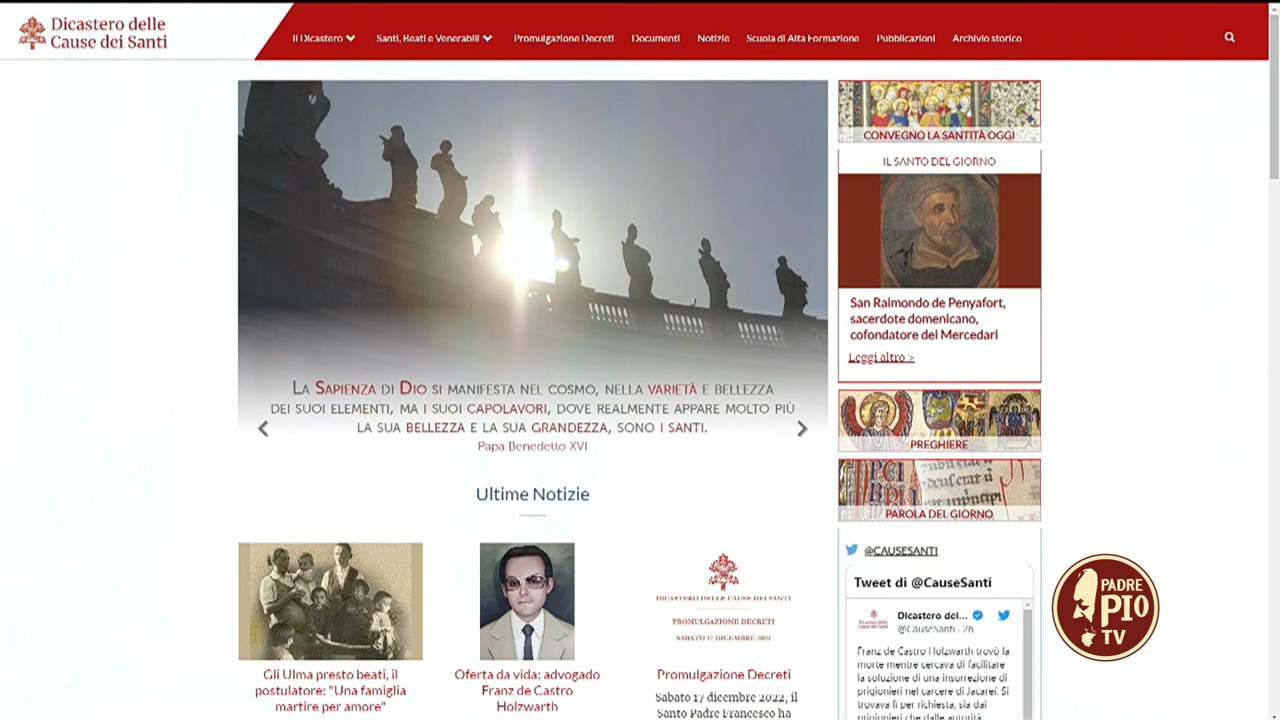 Dicastero delle
Cause dei Santi
Il Dicastero
Santi, Beati e Venerabili
Promulgazione Decreti
Documenti
Notizie
Scuola di Alta Formazione
Pubblicazioni
Archivio storico
La Sapienza di Dio si manifesta nel cosmo, nella varietà e bellezza
dei suoi elementi, ma i suoi capolavori, dove realmente appare molto più
la sua bellezza e la sua grandezza, sono i santi.
Papa Benedetto XVI
Ultime Notizie
Gli Ulma presto beati, il
postulatore: "Una famiglia
martire per amore"
Oferta da vida: advogado
Franz de Castro
Holzwarth
DICASTERO DELLE CAUSE DEI SANTI
PROMULGAZIONE DECRETI
SABATO 17 DICEMBRE 2022
Promulgazione Decreti
Sabato 17 dicembre 2022, il
Santo Padre Francesco ha
CONVEGNO LA SANTITÀ OGGI
IL SANTO DEL GIORNO
San Raimondo de Penyafort,
sacerdote domenicano,
cofondatore dei Mercedari
Leggi altro >
PREGHIERE
PAROLA DEL GIORNO
@CAUSESANTI
Tweet di @CauseSanti
Dicastero del...
@CauseSanti · 2h
Franz de Castro Holzwarth trovò la
morte mentre cercava di facilitare
la soluzione di una insurrezione di
prigionieri nel carcere di Jacareí. Si
trovava lì per richiesta, sia dai
prigionieri che dalle autorità
PADRE
PIO
TV